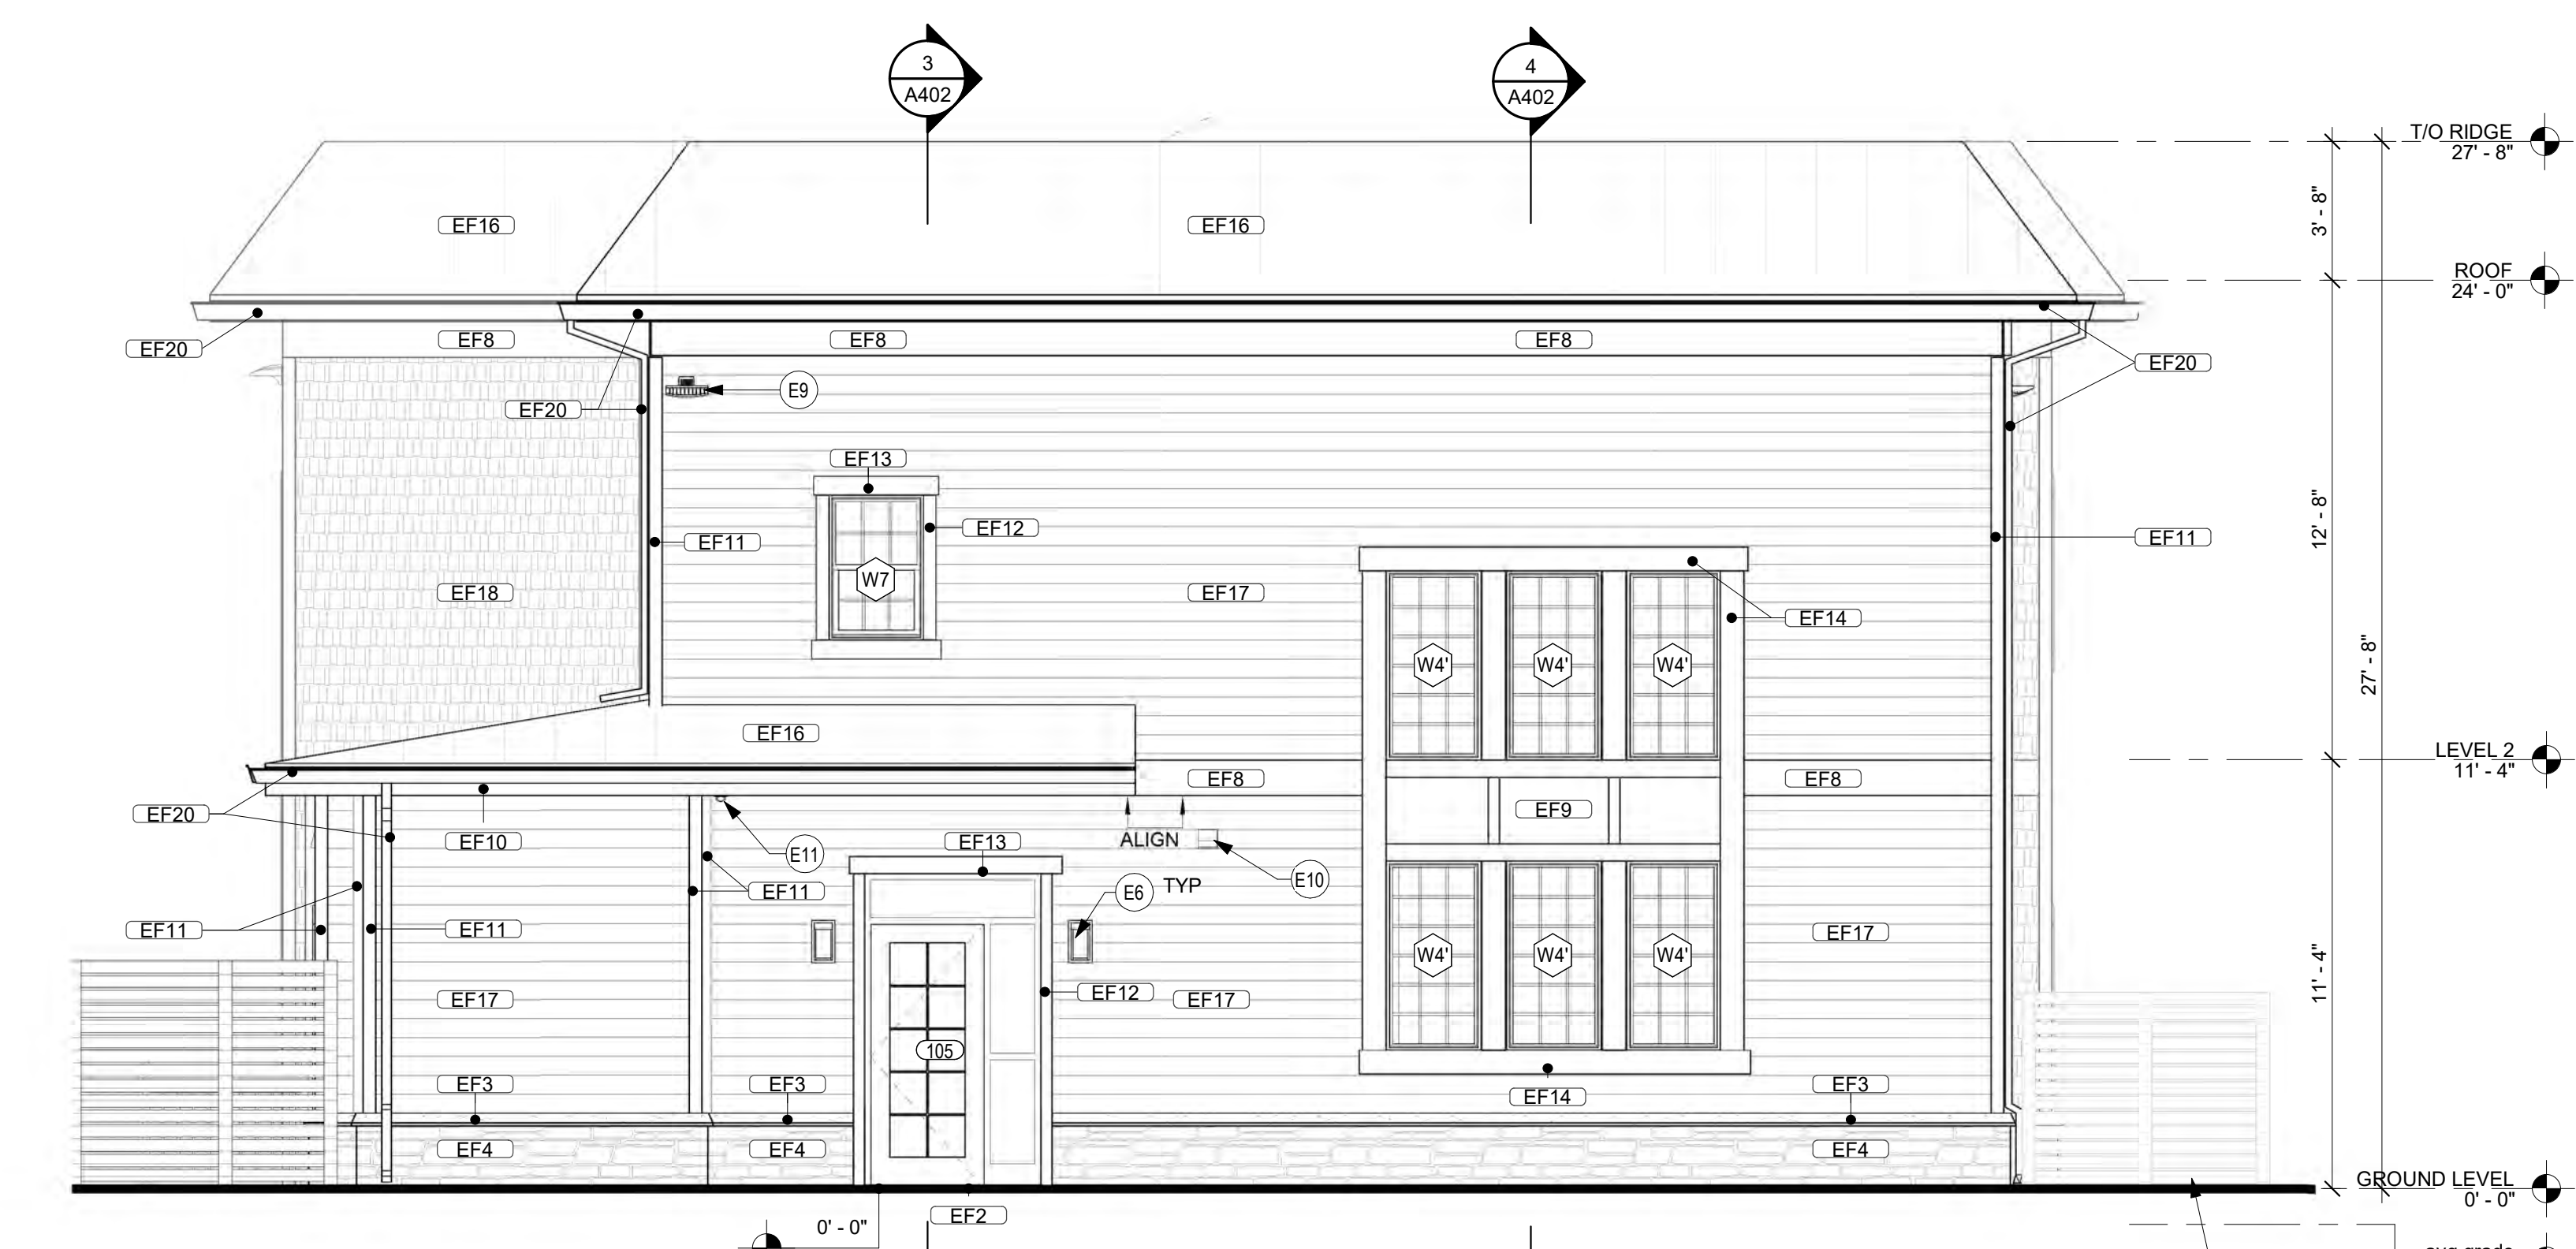 3
A402
4
A402
T/O RIDGE
27' - 8"
3' - 8"
EF16
EF16
ROOF
24' - 0"
EF20
EF8
EF8
EF8
EF20
EF20
E9
EF13
EF12
EF11
EF11
12' - 8"
W7
EF18
EF17
EF14
W4'
W4'
W4'
27' - 8"
EF16
LEVEL 2
11' - 4"
EF8
EF8
EF20
EF10
EF9
E11
EF13
ALIGN
E10
EF11
E6
TYP
EF11
EF11
EF17
W4'
W4'
W4'
11' - 4"
EF17
EF12
EF17
105
EF3
EF3
EF3
EF14
EF4
EF4
EF4
GROUND LEVEL
0' - 0"
EF2
0' - 0"
avg grade